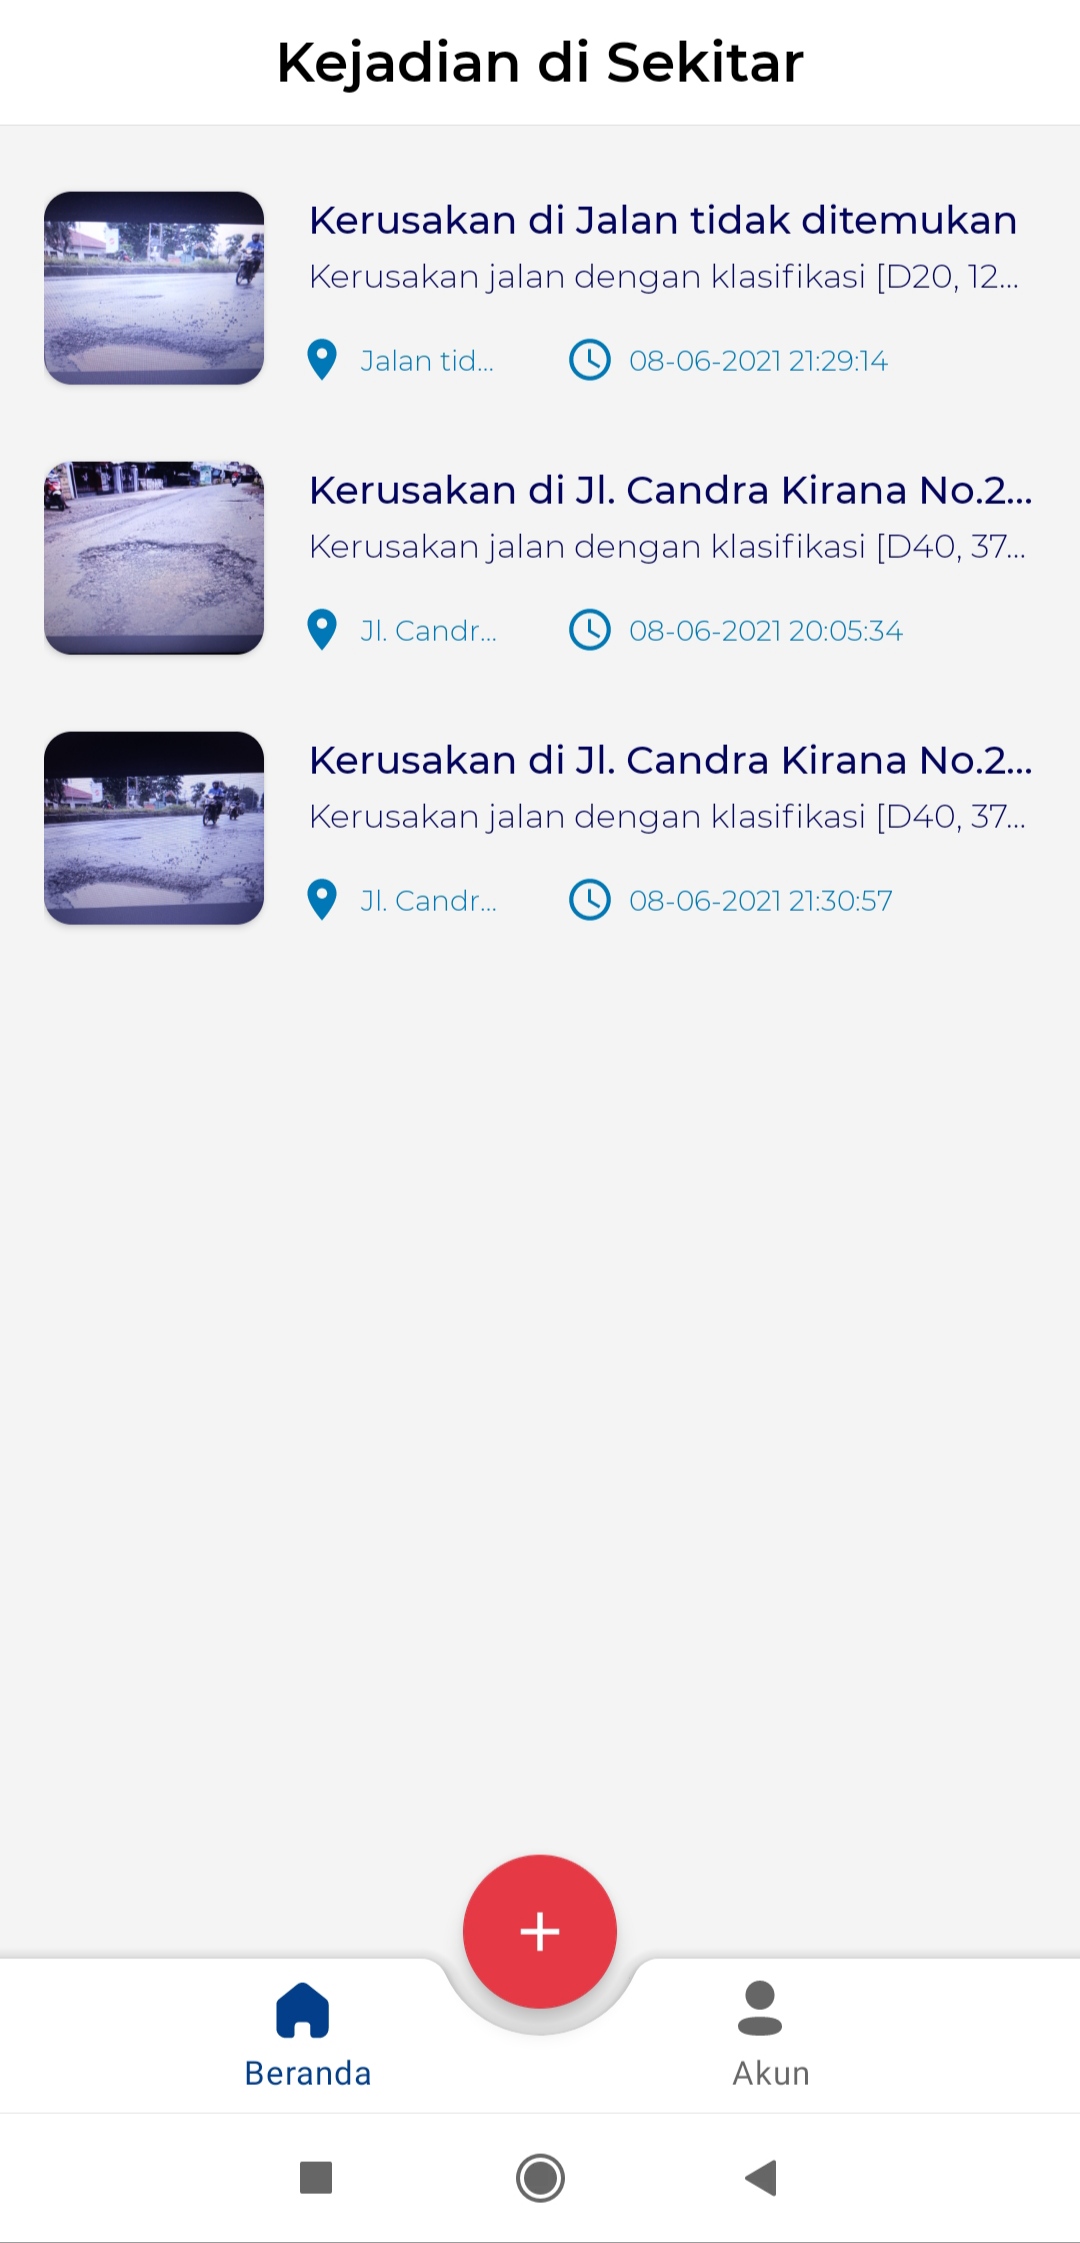 Kejadian di Sekitar
Kerusakan di Jalan tidak ditemukan
Kerusakan jalan dengan klasifikasi [D20, 12...
Jalan tid...
08-06-2021 21:29:14
Kerusakan di Jl. Candra Kirana No.2...
Kerusakan jalan dengan klasifikasi [D40, 37...
Jl. Candr...
08-06-2021 20:05:34
Kerusakan di Jl. Candra Kirana No.2...
Kerusakan jalan dengan klasifikasi [D40, 37...
Jl. Candr...
08-06-2021 21:30:57
Beranda
Akun